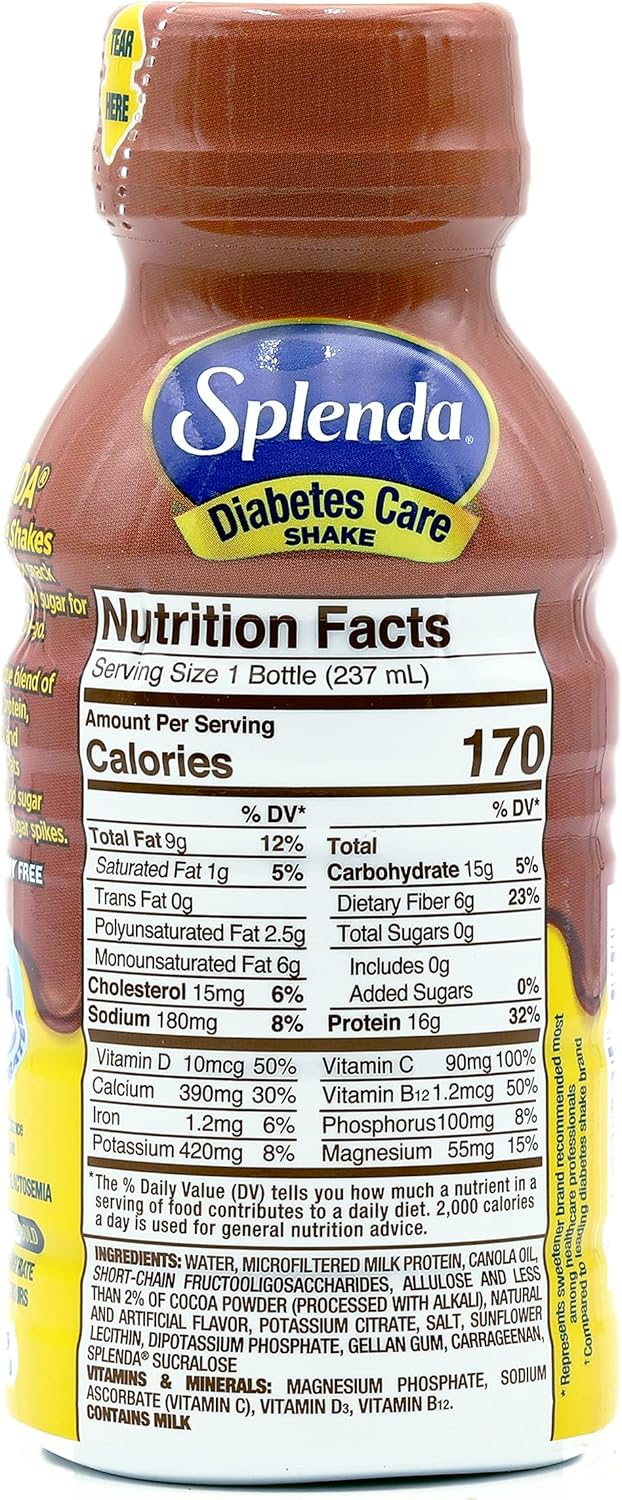 TEAR
HERE
Splenda®
Diabetes Care
SHAKE
DA®
Shakes
snack
sugar for
-go.
blend of
sugar
sugar spikes.
FREE
LACTOSEMIA
Nutrition Facts
Serving Size 1 Bottle (237 mL)
Amount Per Serving
Calories 170
% DV*
Total Fat 9g 12%
Saturated Fat 1g 5%
Trans Fat 0g
Polyunsaturated Fat 2.5g
Monounsaturated Fat 6g
Cholesterol 15mg 6%
Sodium 180mg 8%
% DV*
Total
Carbohydrate 15g 5%
Dietary Fiber 6g 23%
Total Sugars 0g
Includes 0g
Added Sugars 0%
Protein 16g 32%
Vitamin D 10mcg 50% Vitamin C 90mg 100%
Calcium 390mg 30% Vitamin B12 1.2mcg 50%
Iron 1.2mg 6% Phosphorus 100mg 8%
Potassium 420mg 8% Magnesium 55mg 15%
*The % Daily Value (DV) tells you how much a nutrient in a
serving of food contributes to a daily diet. 2,000 calories
a day is used for general nutrition advice.
INGREDIENTS: WATER, MICROFILTERED MILK PROTEIN, CANOLA OIL,
SHORT-CHAIN FRUCTOOLIGOSACCHARIDES, ALLULOSE AND LESS
THAN 2% OF COCOA POWDER (PROCESSED WITH ALKALI), NATURAL
AND ARTIFICIAL FLAVOR, POTASSIUM CITRATE, SALT, SUNFLOWER
LECITHIN, DIPOTASSIUM PHOSPHATE, GELLAN GUM, CARRAGEENAN,
SPLENDA® SUCRALOSE
VITAMINS & MINERALS: MAGNESIUM PHOSPHATE, SODIUM
ASCORBATE (VITAMIN C), VITAMIN D3, VITAMIN B12.
CONTAINS MILK
*Represents sweetener brand recommended most
among healthcare professionals
†Compared to leading diabetes shake brand